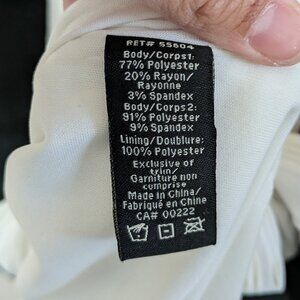 RET# 55604
Body/Corps1:
77% Polyester
20% Rayon/
Rayonne
3% Spandex
Body/Corps2:
91% Polyester
9% Spandex
Lining/Doublure:
100% Polyester
Exclusive of
trim/
Garniture non
comprise
Made in China/
Fabriqué en Chine
CA# 00222